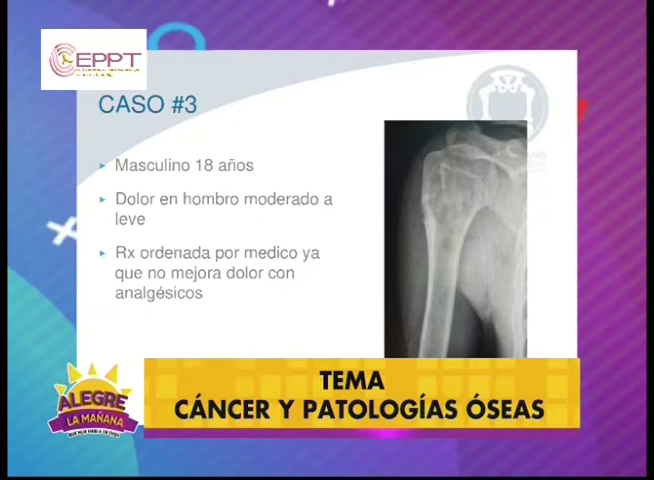 CEPPT
CASO #3
Masculino 18 años
Dolor en hombro moderado a
leve
Rx ordenada por medico ya
que no mejora dolor con
analgésicos
ALEGRE
LA MAÑANA
TEMA
CÁNCER Y PATOLOGÍAS ÓSEAS